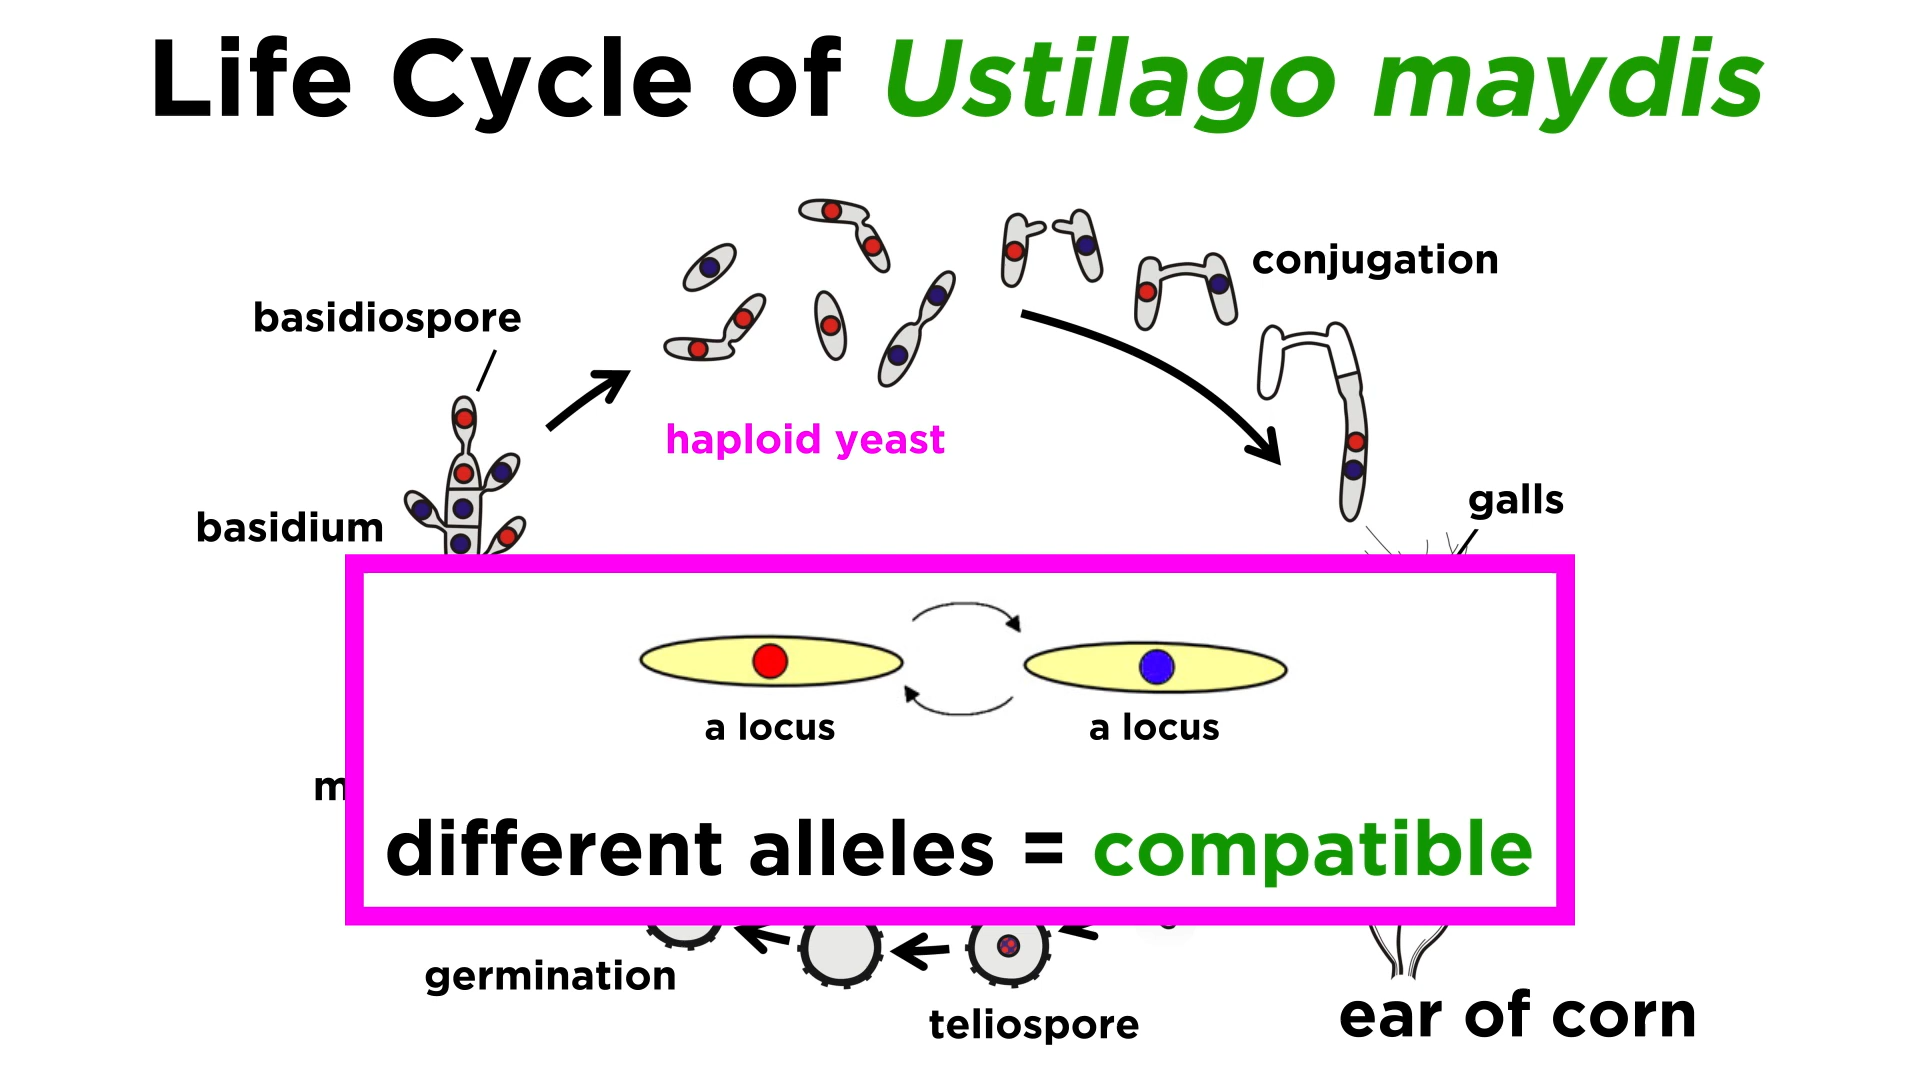 Life Cycle of Ustilago maydis
conjugation
basidiospore
haploid yeast
galls
basidium
a locus
a locus
m
different alleles = compatible
germination
teliospore
ear of corn